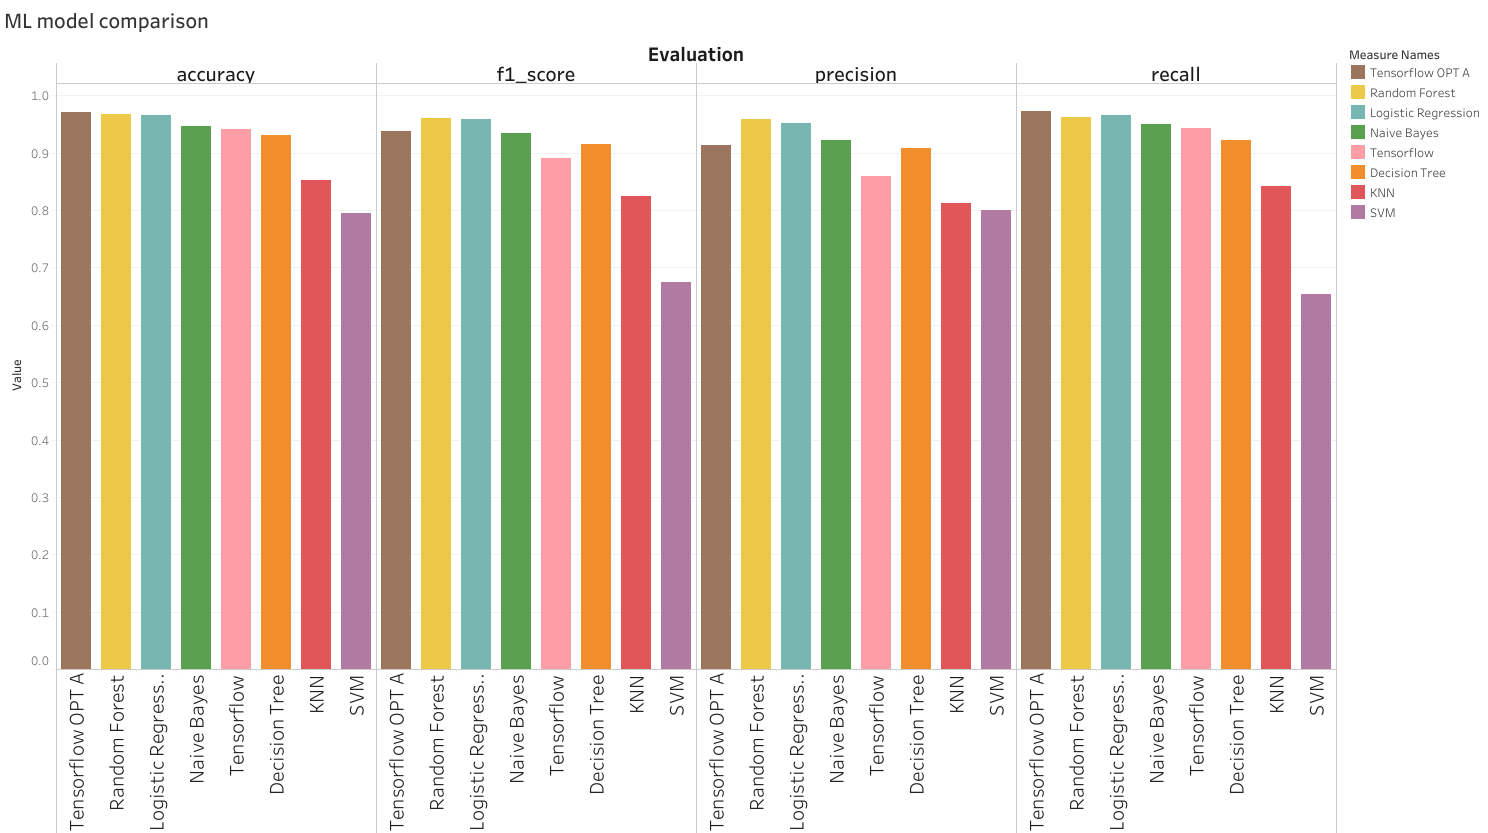 ML model comparison
Evaluation
accuracy
f1_score
precision
recall
Measure Names
Tensorflow OPT A
Random Forest
Logistic Regression
Naive Bayes
Tensorflow
Decision Tree
KNN
SVM
Value
1.0
0.9
0.8
0.7
0.6
0.5
0.4
0.3
0.2
0.1
0.0
Tensorflow OPT A
Random Forest
Logistic Regress..
Naive Bayes
Tensorflow
Decision Tree
KNN
SVM
Tensorflow OPT A
Random Forest
Logistic Regress..
Naive Bayes
Tensorflow
Decision Tree
KNN
SVM
Tensorflow OPT A
Random Forest
Logistic Regress..
Naive Bayes
Tensorflow
Decision Tree
KNN
SVM
Tensorflow OPT A
Random Forest
Logistic Regress..
Naive Bayes
Tensorflow
Decision Tree
KNN
SVM